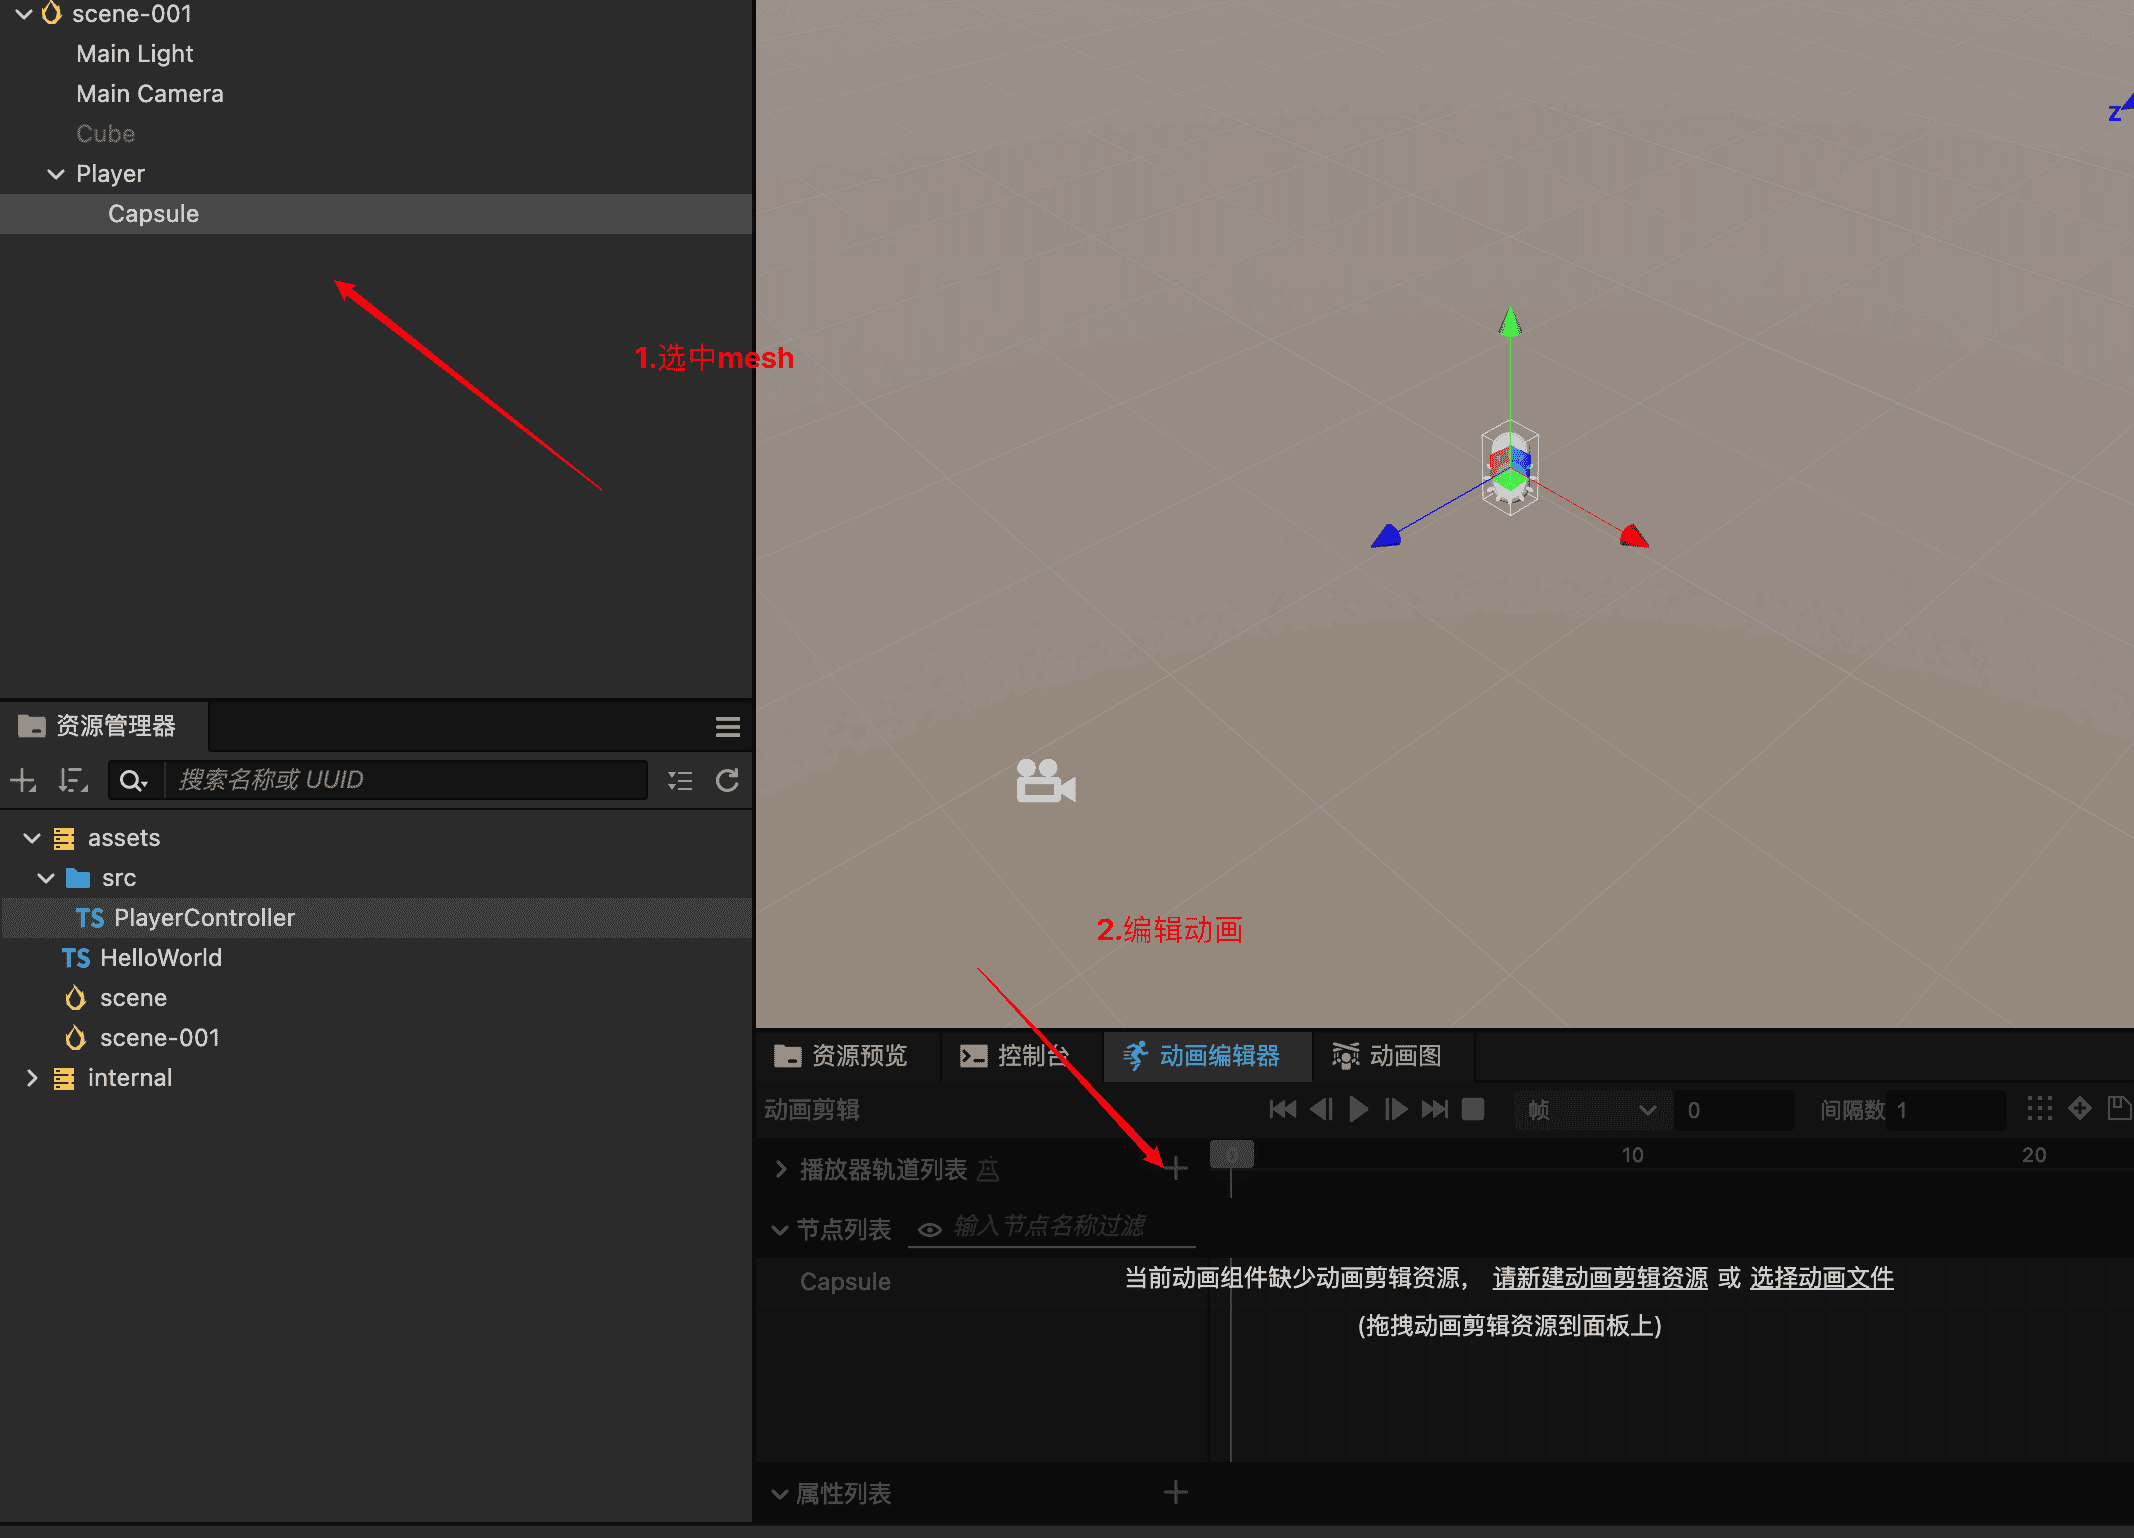 scene-001
Main Light
Main Camera
Cube
Player
Capsule
1.选中mesh
z
资源管理器
搜索名称或 UUID
assets
src
TS PlayerController
TS HelloWorld
scene
scene-001
internal
2.编辑动画
资源预览
控制台
动画编辑器
动画图
动画剪辑
帧
0
间隔数 1
播放器轨道列表
0
10
20
节点列表
输入节点名称过滤
Capsule
当前动画组件缺少动画剪辑资源， 请新建动画剪辑资源 或 选择动画文件
(拖拽动画剪辑资源到面板上)
属性列表